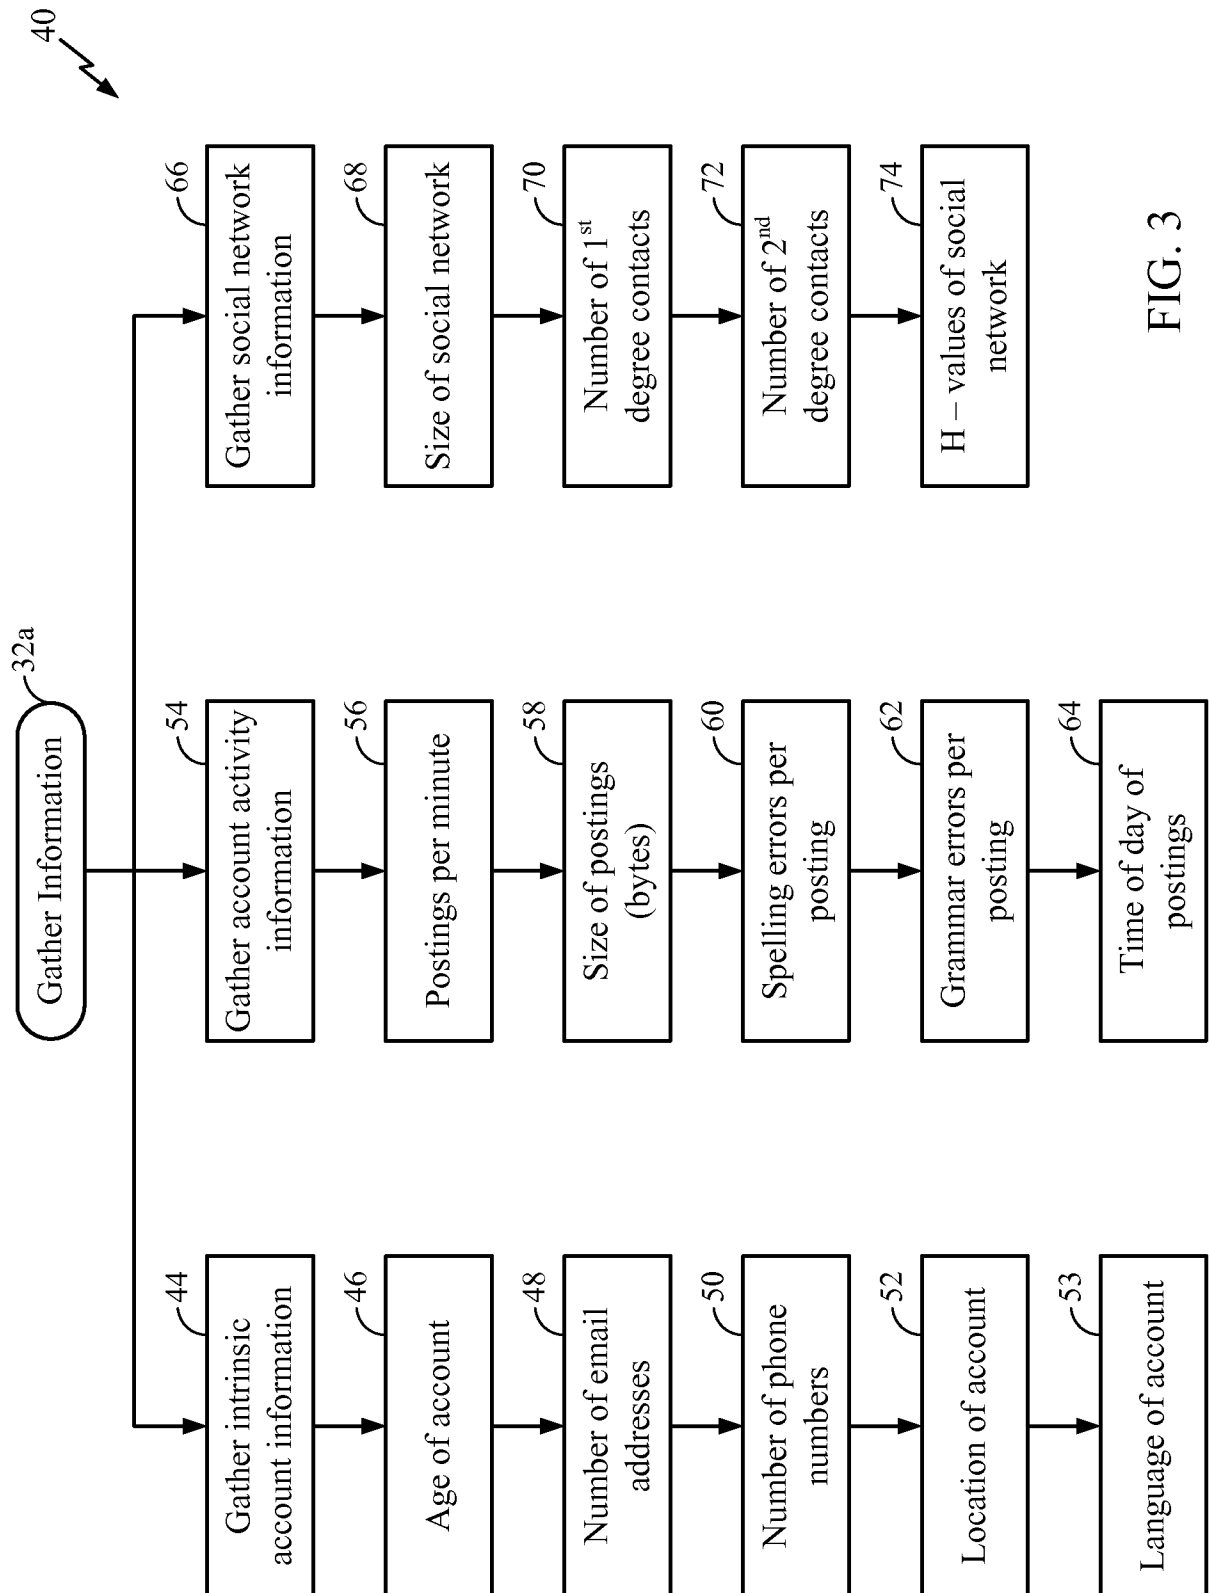 40
32a
Gather Information
44
Gather intrinsic
account information
46
Age of account
48
Number of email
addresses
50
Number of phone
numbers
52
Location of account
53
Language of account
54
Gather account activity
information
56
Postings per minute
58
Size of postings
(bytes)
60
Spelling errors per
posting
62
Grammar errors per
posting
64
Time of day of
postings
66
Gather social network
information
68
Size of social network
70
Number of 1st
degree contacts
72
Number of 2nd
degree contacts
74
H – values of social
network
FIG. 3